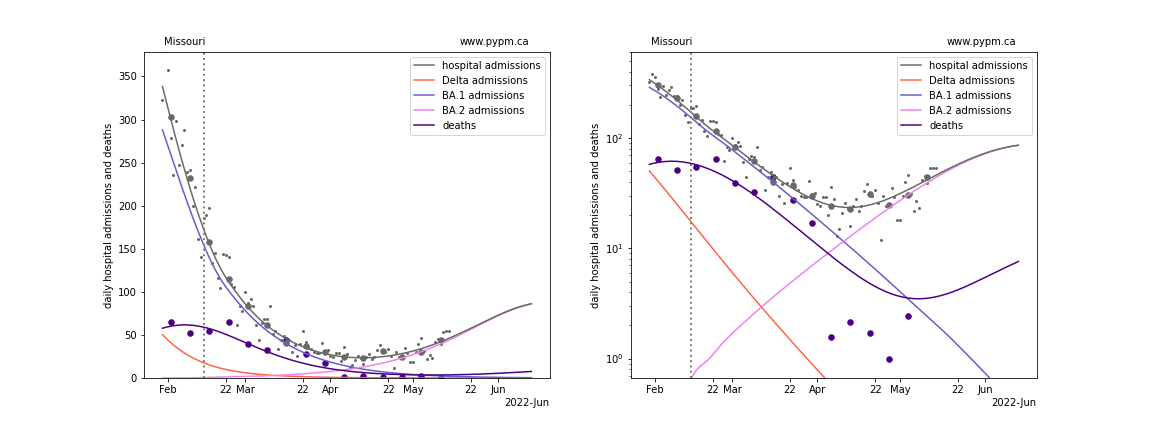 Missouri
www.pypm.ca
daily hospital admissions and deaths
350
300
250
200
150
100
50
0
hospital admissions
Delta admissions
BA.1 admissions
BA.2 admissions
deaths
Feb 22 Mar 22 Apr 22 May 22 Jun
2022-Jun
Missouri
www.pypm.ca
daily hospital admissions and deaths
10²
10¹
10⁰
hospital admissions
Delta admissions
BA.1 admissions
BA.2 admissions
deaths
Feb 22 Mar 22 Apr 22 May 22 Jun
2022-Jun